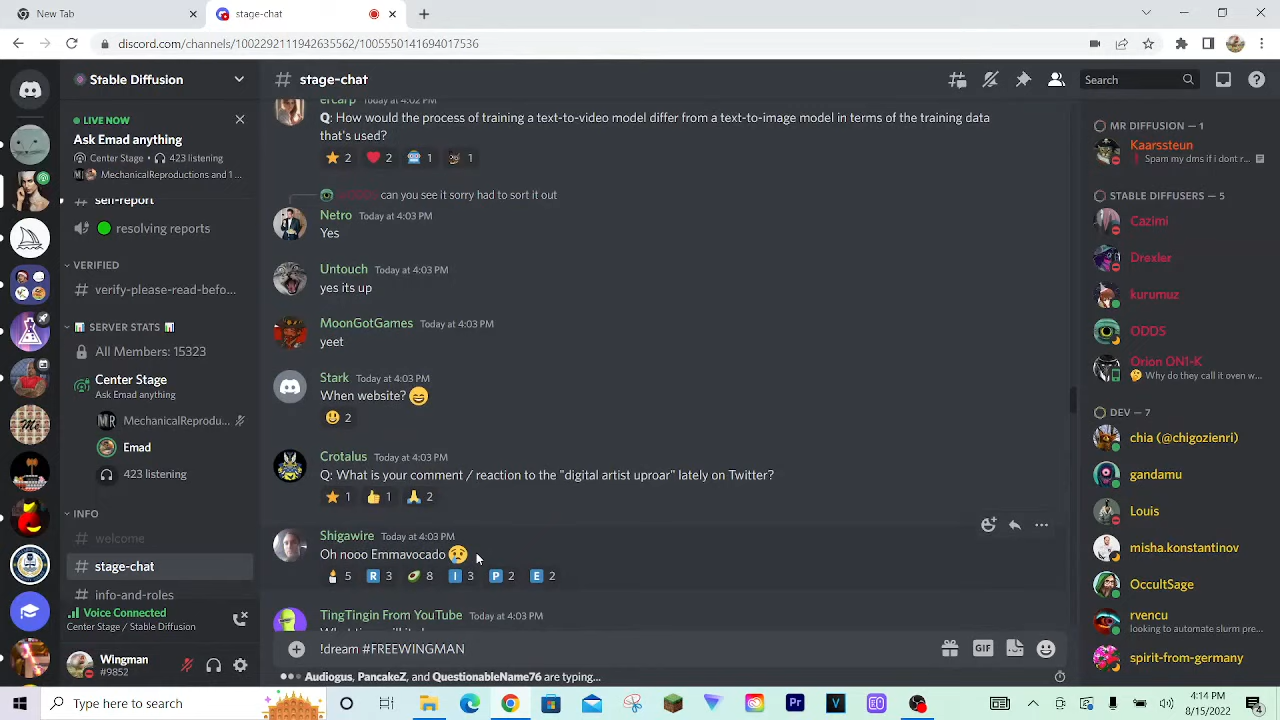 New Tab
stage-chat
discord.com/channels/1002292111942635562/1005550141694017536
Stable Diffusion
LIVE NOW
Ask Emad anything
Center Stage • 423 listening
MechanicalReproductions and 1 ...
self-report
resolving reports
VERIFIED
# verify-please-read-befo...
SERVER STATS
All Members: 15323
Center Stage
Ask Emad anything
MR MechanicalReprodu...
Emad
423 listening
INFO
# welcome
# stage-chat
# info-and-roles
Voice Connected
Center Stage / Stable Diffusion
Wingman
#9852
# stage-chat
Search
ercarp Today at 4:02 PM
Q: How would the process of training a text-to-video model differ from a text-to-image model in terms of the training data
that's used?
2 2 1 1
can you see it sorry had to sort it out
Netro Today at 4:03 PM
Yes
Untouch Today at 4:03 PM
yes its up
MoonGotGames Today at 4:03 PM
yeet
Stark Today at 4:03 PM
When website?
2
Crotalus Today at 4:03 PM
Q: What is your comment / reaction to the "digital artist uproar" lately on Twitter?
1 1 2
Shigawire Today at 4:03 PM
Oh nooo Emmavocado
5 R 3 8 I 3 P 2 E 2
TingTingin From YouTube Today at 4:03 PM
!dream #FREEWINGMAN
GIF
Audiogus, PancakeZ, and QuestionableName76 are typing...
MR DIFFUSION — 1
Kaarssteun
Spam my dms if i dont r...
STABLE DIFFUSERS — 5
Cazimi
Drexler
kurumuz
ODDS
Orion ON1-K
Why do they call it oven w...
DEV — 7
chia (@chigozienri)
gandamu
Louis
misha.konstantinov
OccultSage
rvencu
looking to automate slurm pre...
spirit-from-germany
Type here to search
Pr
V
4:14 PM
8/15/2022
4